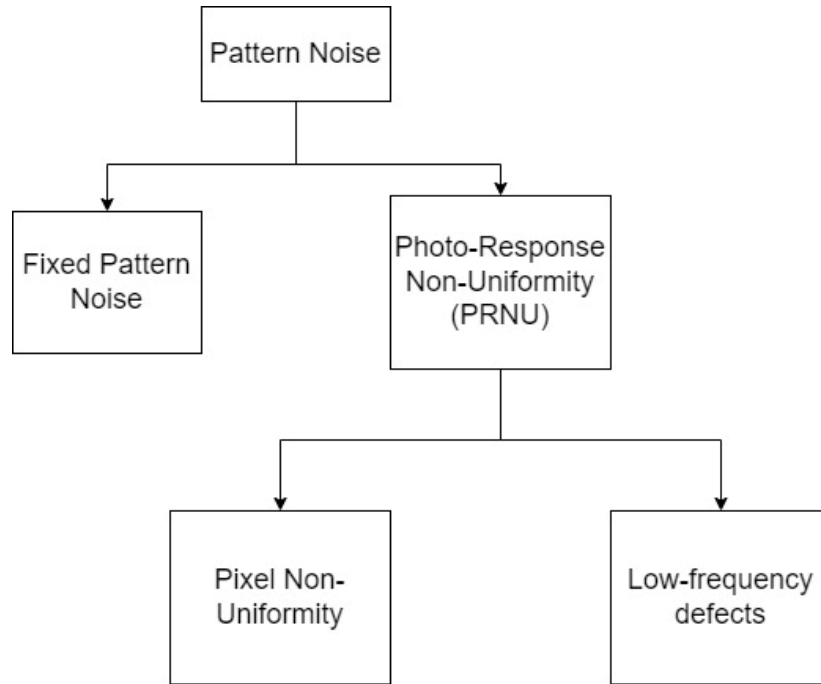 Pattern Noise
Fixed Pattern
Noise
Photo-Response
Non-Uniformity
(PRNU)
Pixel Non-
Uniformity
Low-frequency
defects